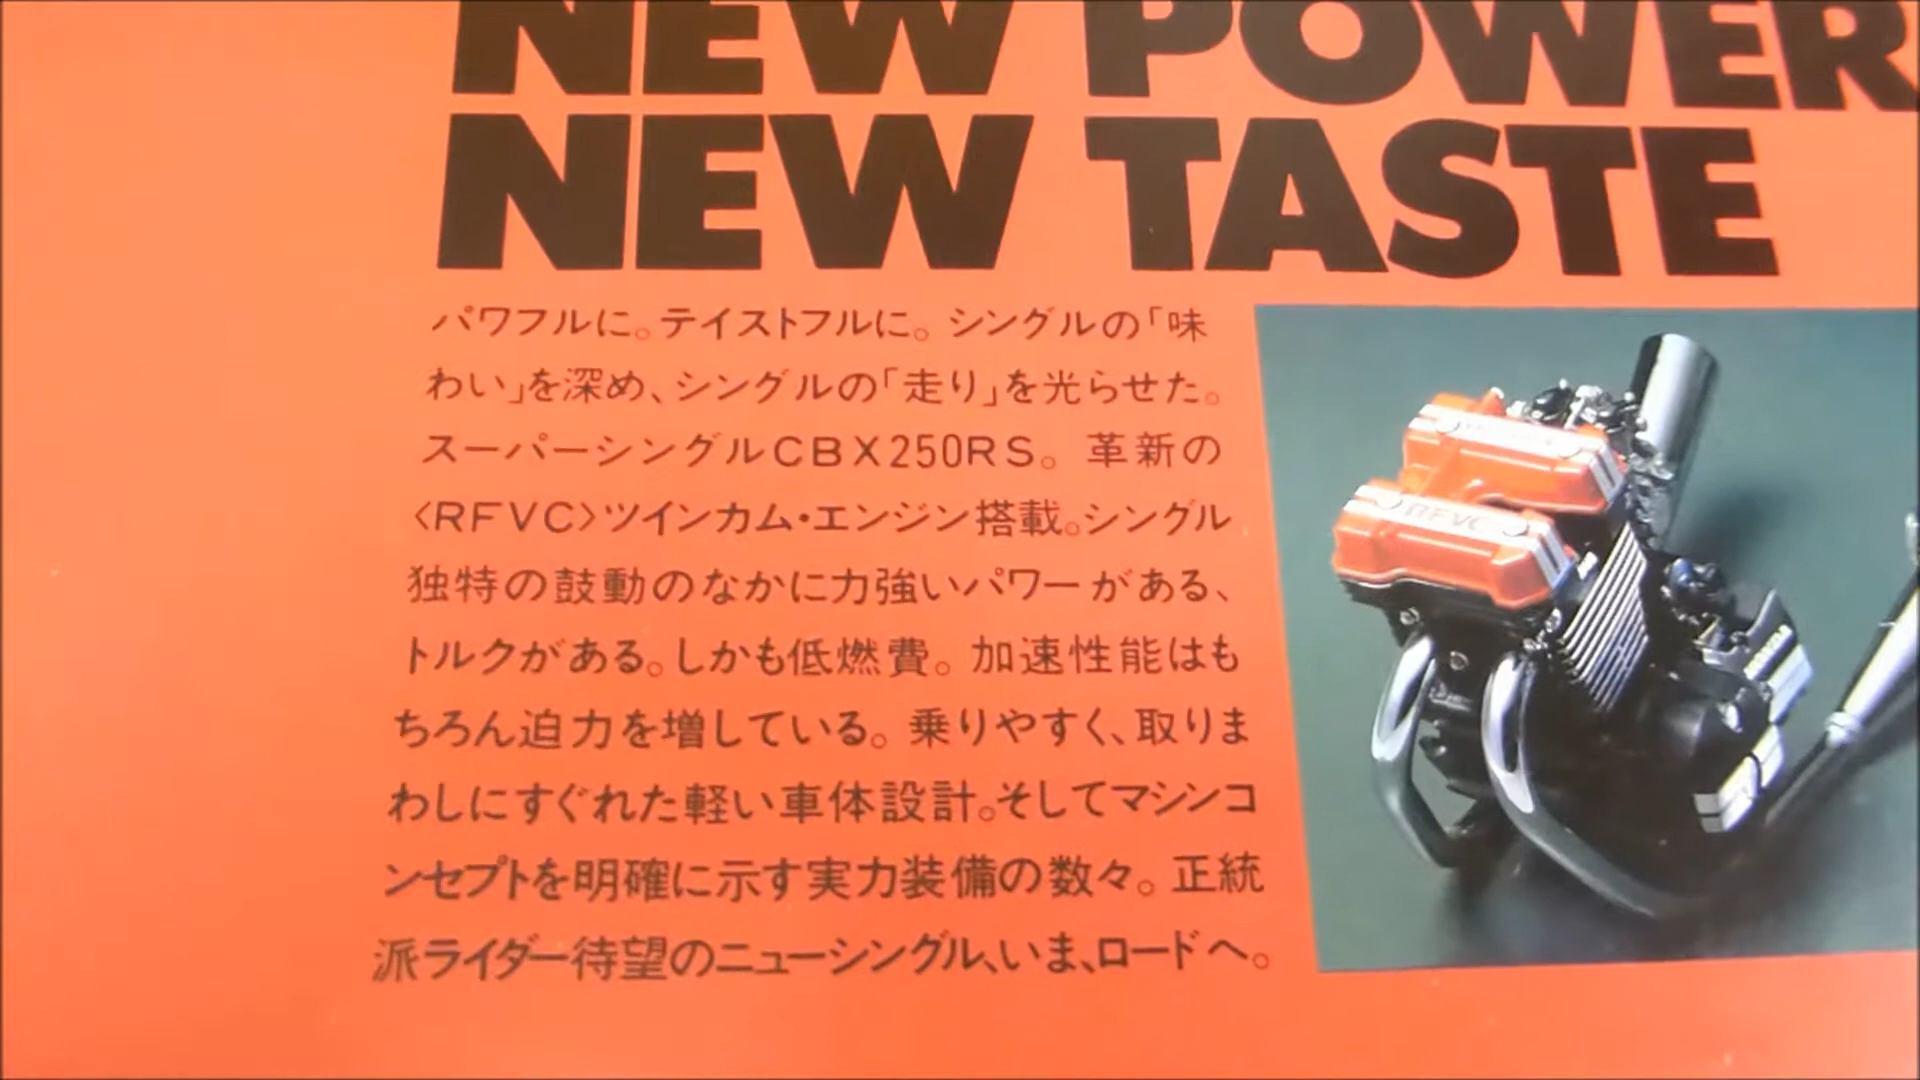 NEW POWER
NEW TASTE
パワフルに。テイストフルに。シングルの「味
わい」を深め、シングルの「走り」を光らせた。
スーパーシングルCBX250RS。革新の
〈RFVC〉ツインカム・エンジン搭載。シングル
独特の鼓動のなかに力強いパワーがある、
トルクがある。しかも低燃費。加速性能はも
ちろん迫力を増している。乗りやすく、取りま
わしにすぐれた軽い車体設計。そしてマシンコ
ンセプトを明確に示す実力装備の数々。正統
派ライダー待望のニューシングル、いま、ロードへ。
RFVC